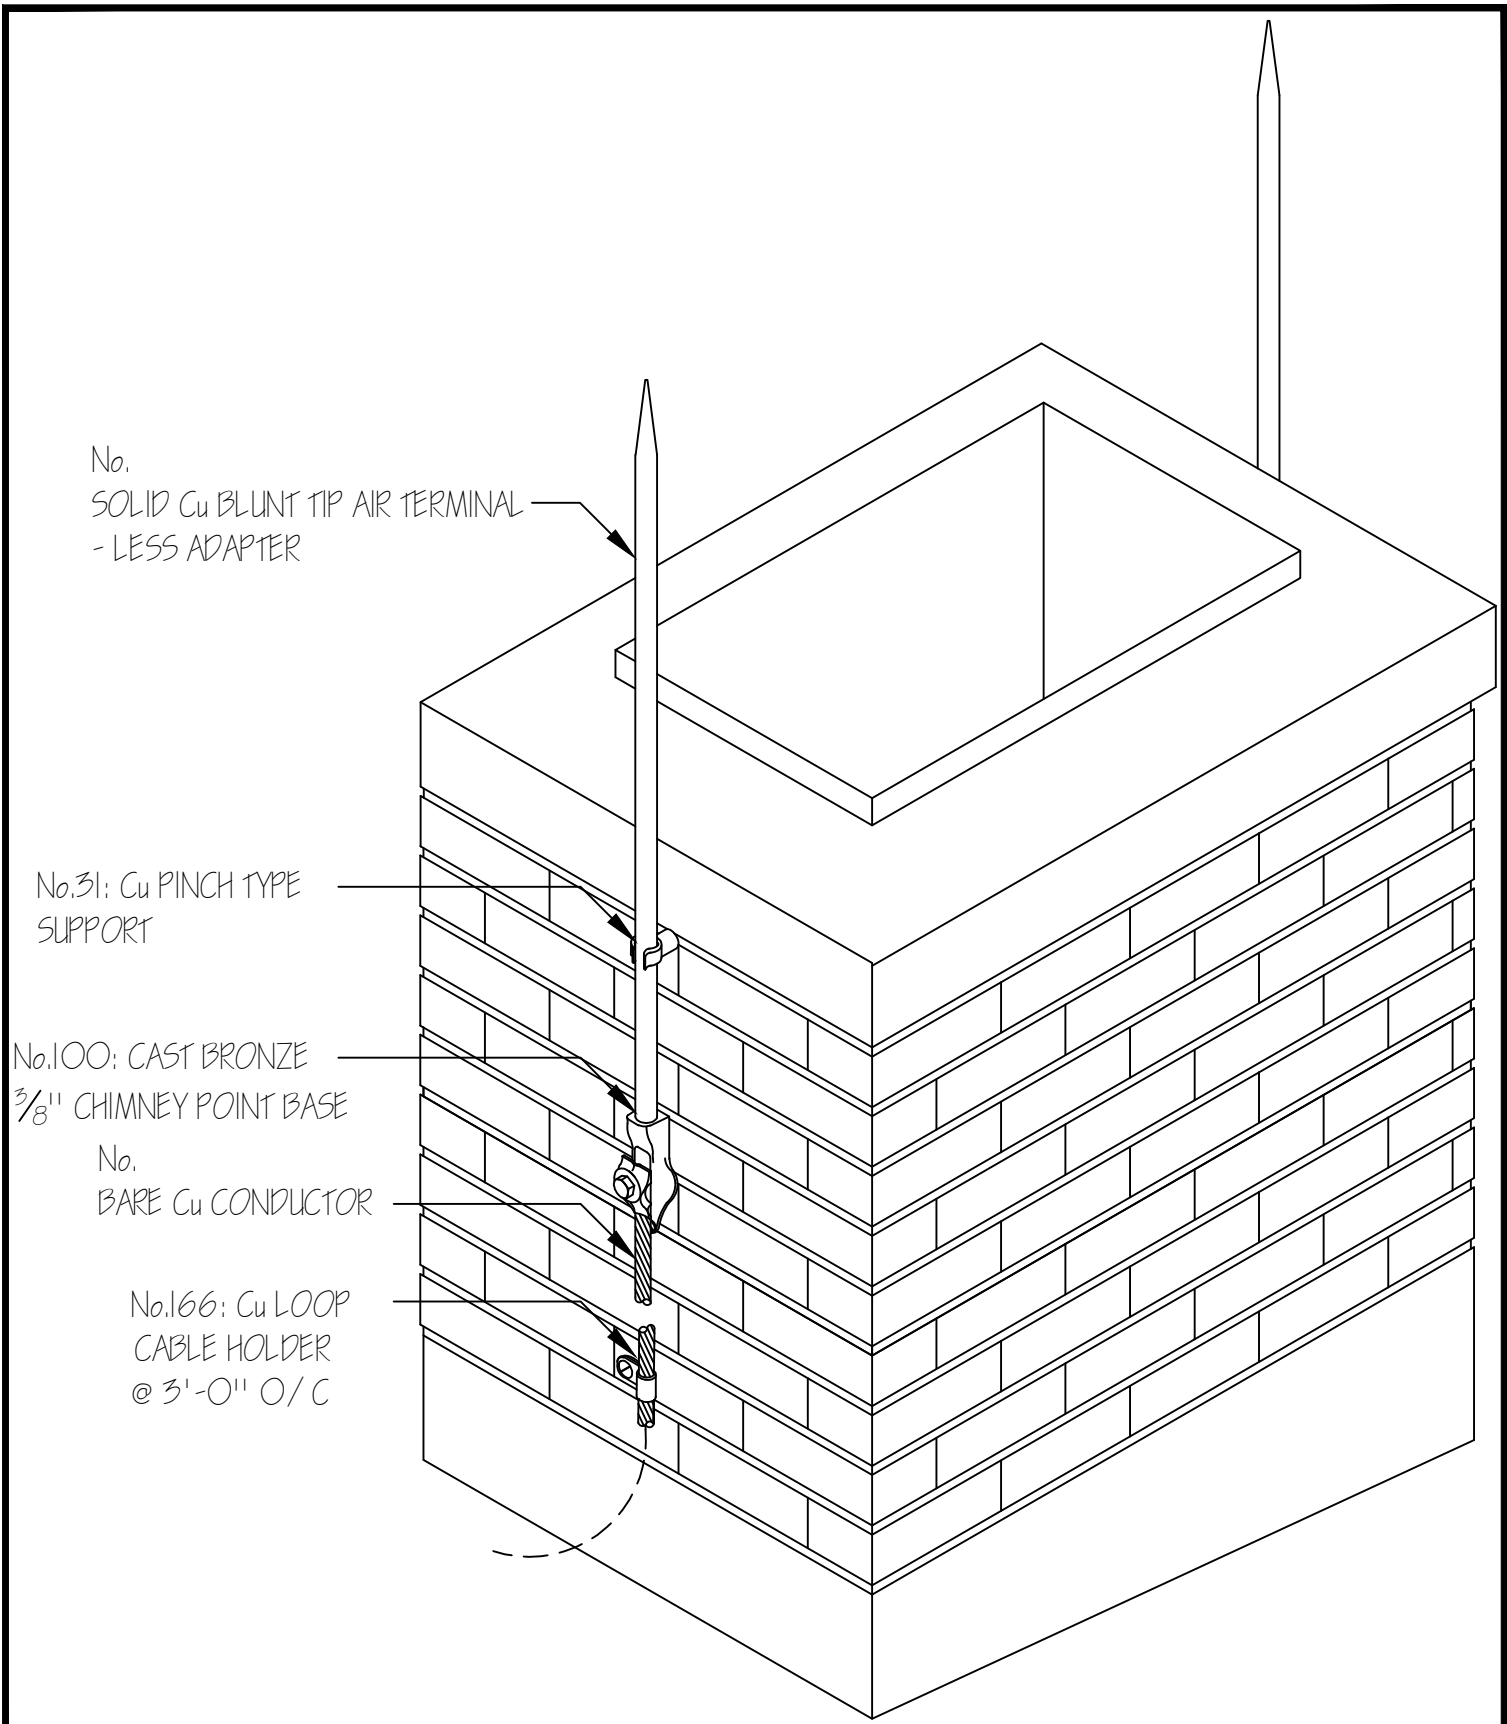 No.
SOLID Cu BLUNT TIP AIR TERMINAL
- LESS ADAPTER
No.31: Cu PINCH TYPE
SUPPORT
No.100: CAST BRONZE
3/8" CHIMNEY POINT BASE
No.
BARE Cu CONDUCTOR
No.166: Cu LOOP
CABLE HOLDER
@ 3'-0" O/C